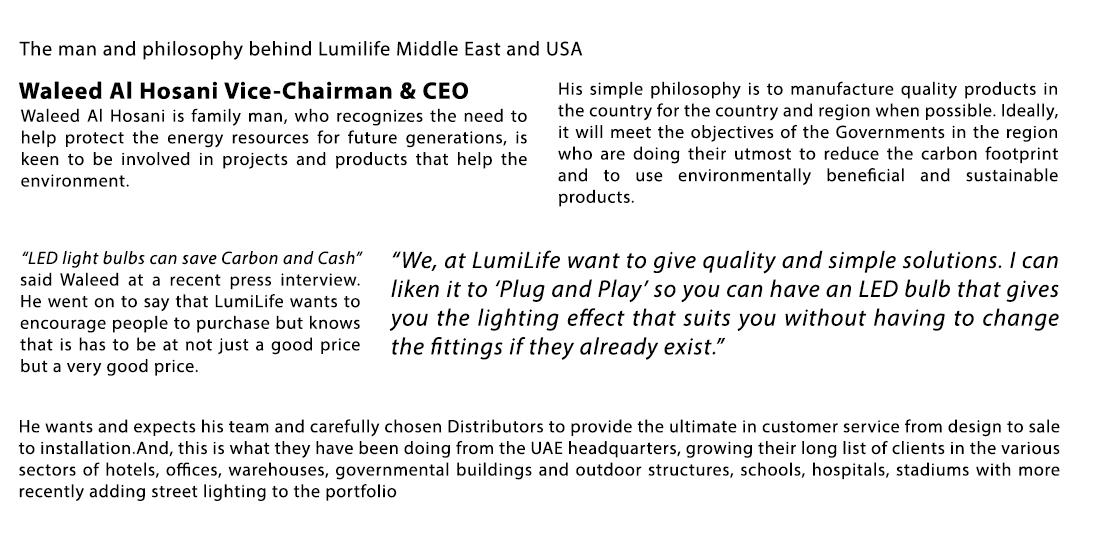 The man and philosophy behind Lumilife Middle East and USA
Waleed Al Hosani Vice-Chairman & CEO
Waleed Al Hosani is family man, who recognizes the need to
help protect the energy resources for future generations, is
keen to be involved in projects and products that help the
environment.
His simple philosophy is to manufacture quality products in
the country for the country and region when possible. Ideally,
it will meet the objectives of the Governments in the region
who are doing their utmost to reduce the carbon footprint
and to use environmentally beneficial and sustainable
products.
“LED light bulbs can save Carbon and Cash”
said Waleed at a recent press interview.
He went on to say that LumiLife wants to
encourage people to purchase but knows
that is has to be at not just a good price
but a very good price.
“We, at LumiLife want to give quality and simple solutions. I can
liken it to ‘Plug and Play’ so you can have an LED bulb that gives
you the lighting effect that suits you without having to change
the fittings if they already exist.”
He wants and expects his team and carefully chosen Distributors to provide the ultimate in customer service from design to sale
to installation.And, this is what they have been doing from the UAE headquarters, growing their long list of clients in the various
sectors of hotels, offices, warehouses, governmental buildings and outdoor structures, schools, hospitals, stadiums with more
recently adding street lighting to the portfolio